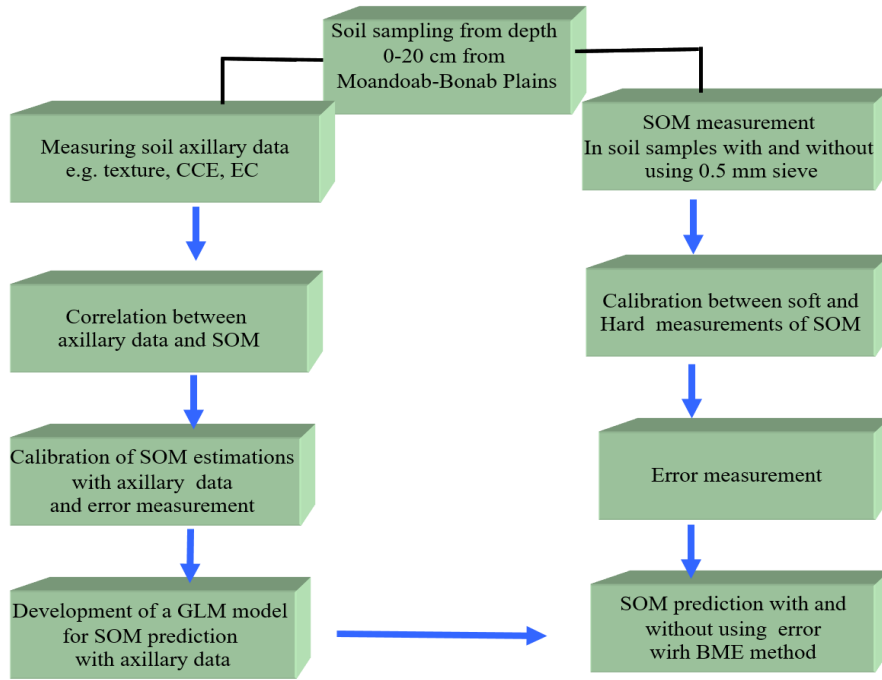 Soil sampling from depth
0-20 cm from
Moandoab-Bonab Plains
Measuring soil axillary data
e.g. texture, CCE, EC
SOM measurement
In soil samples with and without
using 0.5 mm sieve
Correlation between
axillary data and SOM
Calibration between soft and
Hard measurements of SOM
Calibration of SOM estimations
with axillary data
and error measurement
Error measurement
Development of a GLM model
for SOM prediction
with axillary data
SOM prediction with and
without using error
wirh BME method